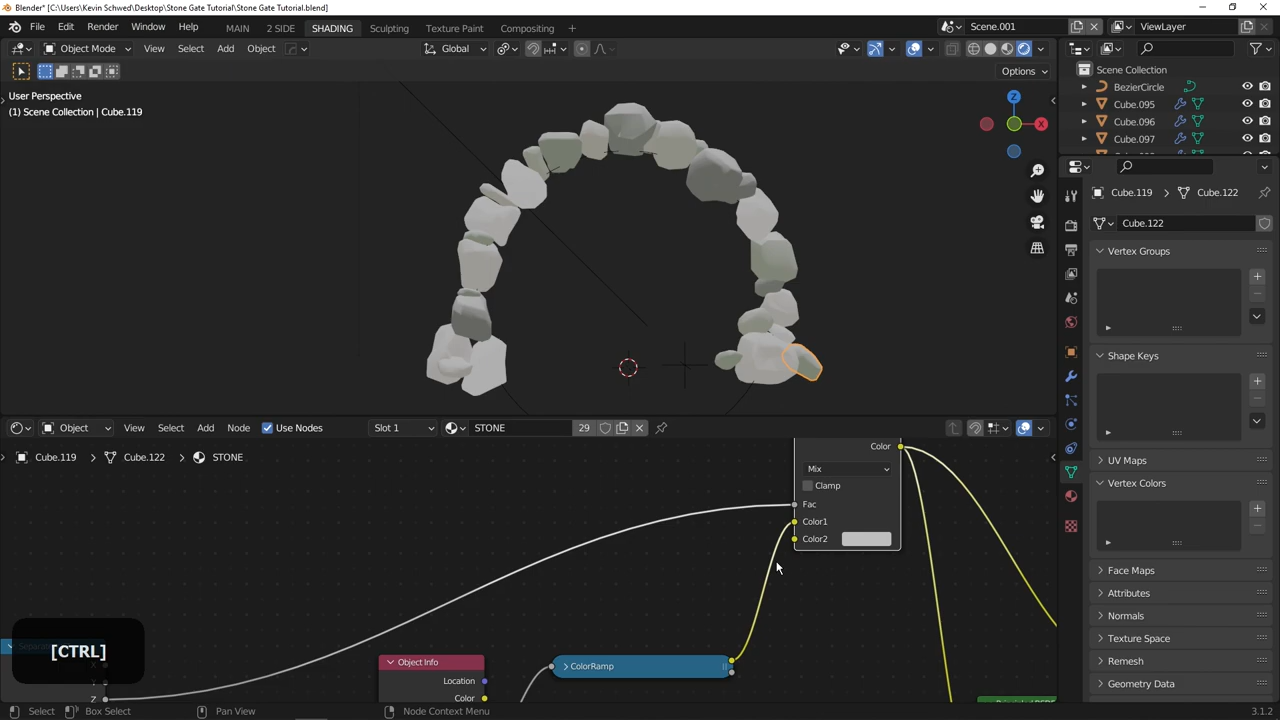 Blender* [C:\Users\Kevin Schwed\Desktop\Stone Gate Tutorial\Stone Gate Tutorial.blend]
File Edit Render Window Help MAIN 2 SIDE SHADING Sculpting Texture Paint Compositing Scene.001 ViewLayer
Object Mode View Select Add Object Global
Options
User Perspective
(1) Scene Collection | Cube.119
Z
X
Scene Collection
BezierCircle
Cube.095
Cube.096
Cube.097
Cube.119 Cube.122
Cube.122
Vertex Groups
Shape Keys
UV Maps
Vertex Colors
Face Maps
Attributes
Normals
Texture Space
Remesh
Geometry Data
Object View Select Add Node Use Nodes Slot 1 STONE 29
Cube.119 Cube.122 STONE
Color
Mix
Clamp
Fac
Color1
Color2
[CTRL]
Z
Object Info
Location
Color
ColorRamp
Select Box Select Pan View Node Context Menu 3.1.2